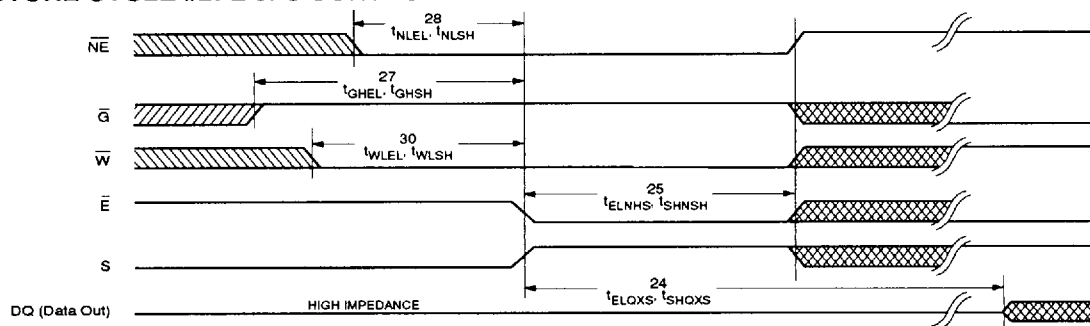 28
tNLEL, tNLSH
N̅E̅
27
tGHEL, tGHSH
G̅
30
tWLEL, tWLSH
W̅
25
tELNHS, tSHNSH
E̅
S
24
tELQXS, tSHQXS
DQ (Data Out)
HIGH IMPEDANCE